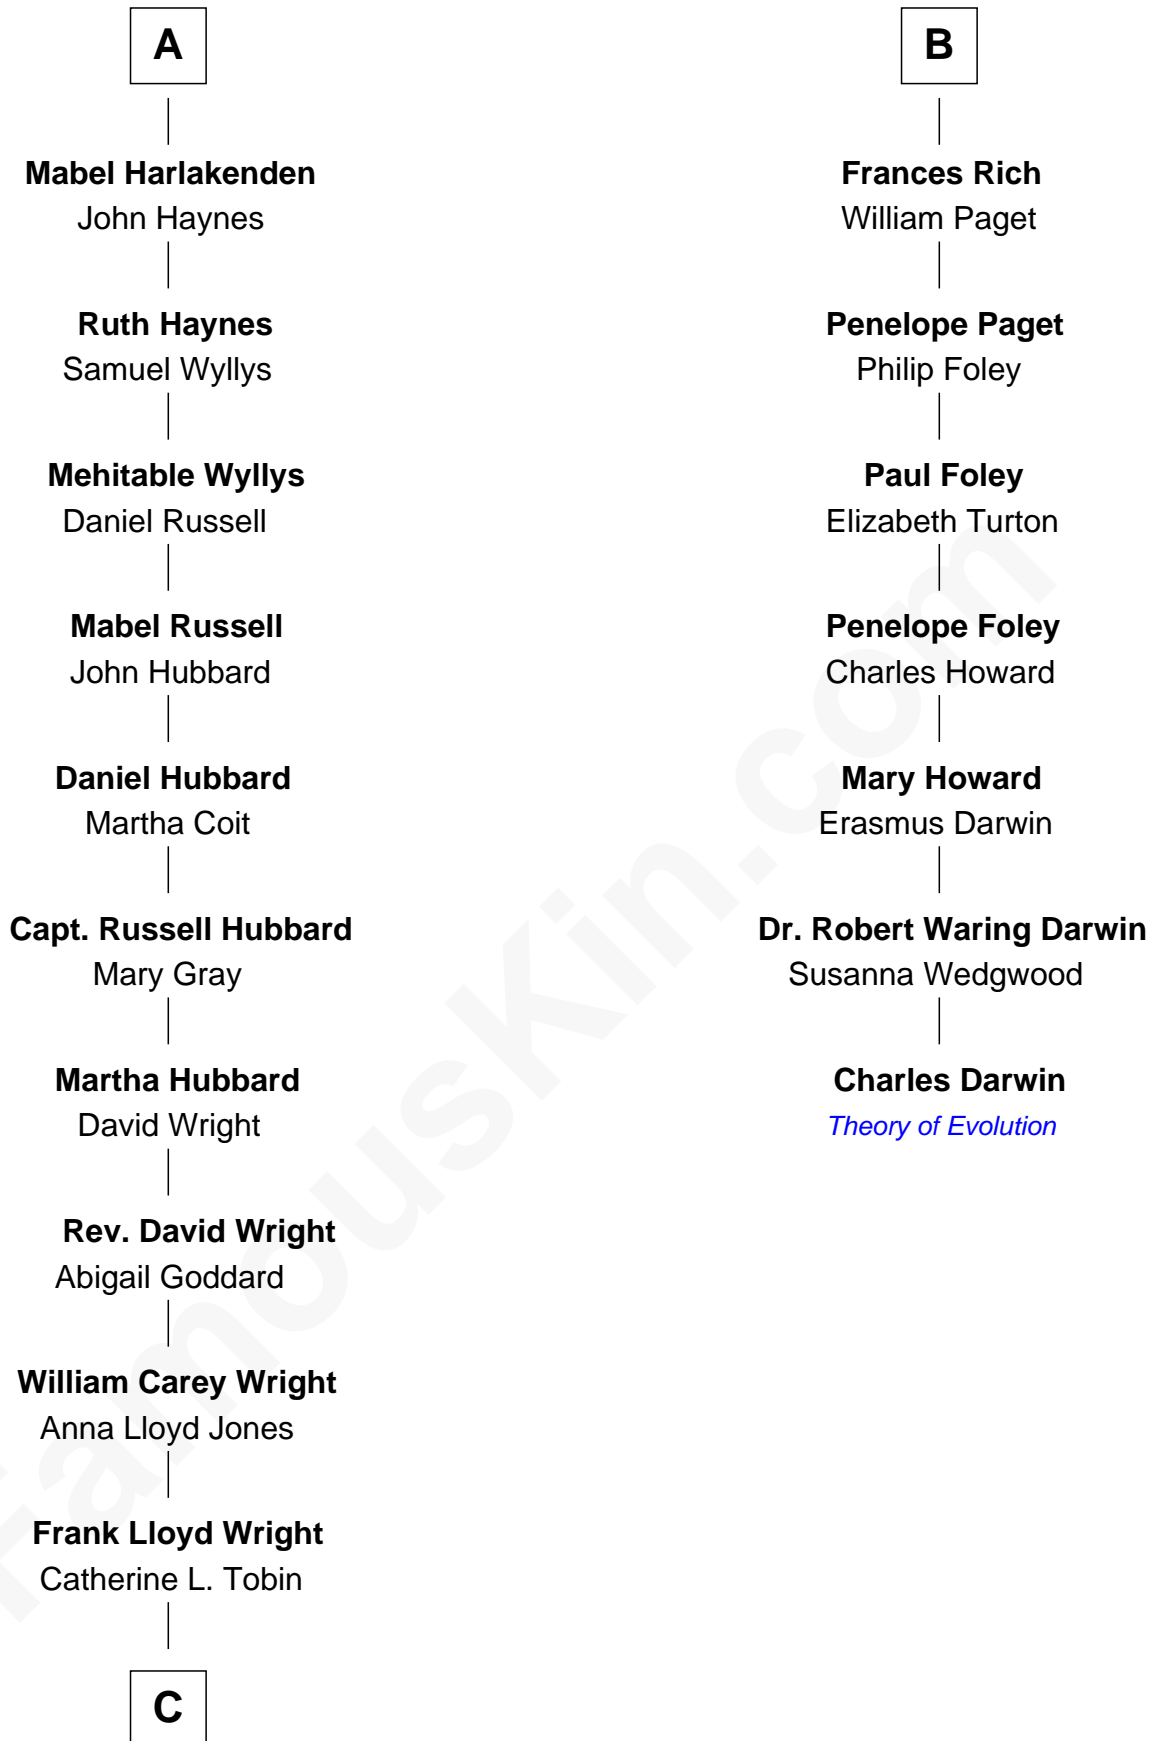 A
Mabel Harlakenden
John Haynes
Ruth Haynes
Samuel Wyllys
Mehitable Wyllys
Daniel Russell
Mabel Russell
John Hubbard
Daniel Hubbard
Martha Coit
Capt. Russell Hubbard
Mary Gray
Martha Hubbard
David Wright
Rev. David Wright
Abigail Goddard
William Carey Wright
Anna Lloyd Jones
Frank Lloyd Wright
Catherine L. Tobin
C
B
Frances Rich
William Paget
Penelope Paget
Philip Foley
Paul Foley
Elizabeth Turton
Penelope Foley
Charles Howard
Mary Howard
Erasmus Darwin
Dr. Robert Waring Darwin
Susanna Wedgwood
Charles Darwin
Theory of Evolution
FamousKin.com